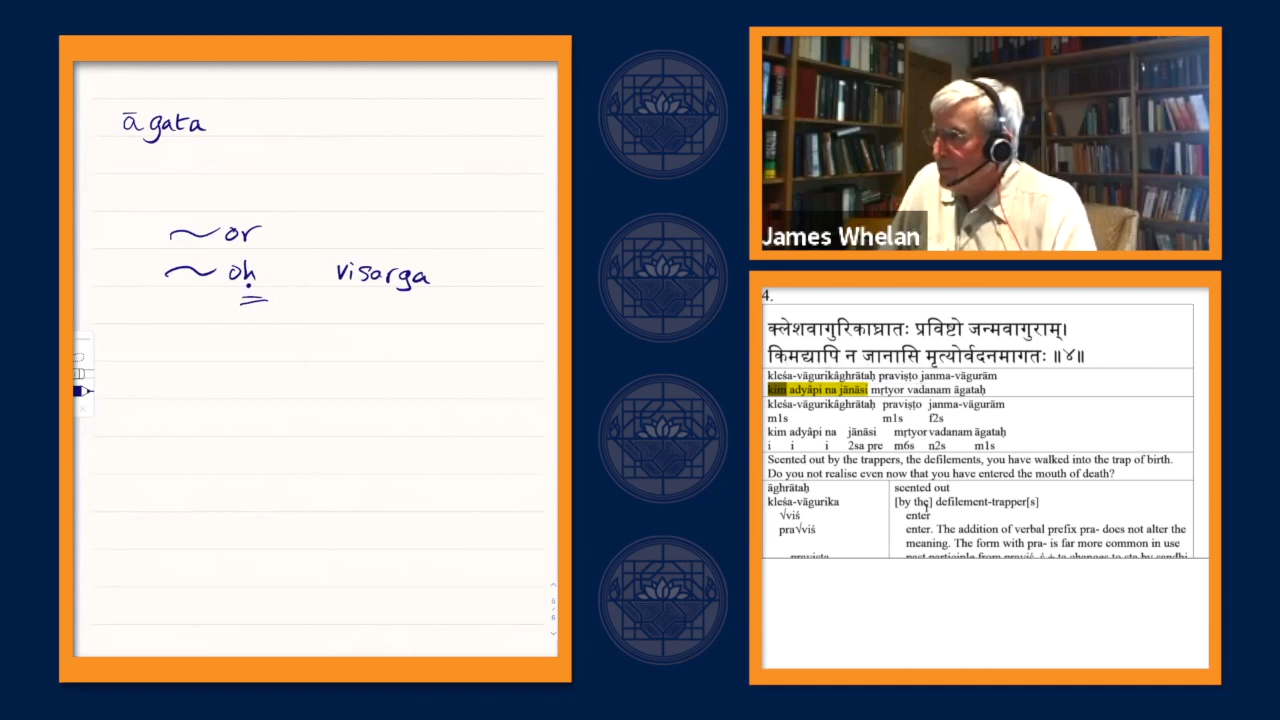 āgata
~ or
~ oḥ visarga
James Whelan
4.
क्लेशवागुरिकाघ्रातः प्रविष्टो जन्मवागुराम्।
किमद्यापि न जानासि मृत्योर्वदनमागतः ॥४॥
kleśa-vāgurikâghrātaḥ praviṣṭo janma-vāgurām
kim adyâpi na jānāsi mṛtyor vadanam āgataḥ
kleśa-vāgurikâghrātaḥ praviṣṭo janma-vāgurām
m1s m1s f2s
kim adyâpi na jānāsi mṛtyor vadanam āgataḥ
i i i 2sa pre m6s n2s m1s
Scented out by the trappers, the defilements, you have walked into the trap of birth.
Do you not realise even now that you have entered the mouth of death?
āghrātaḥ scented out
kleśa-vāgurika [by the] defilement-trapper[s]
√viś enter
pra√viś enter. The addition of verbal prefix pra- does not alter the
meaning. The form with pra- is far more common in use